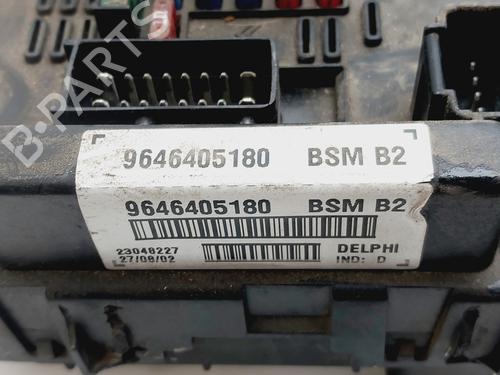 9646405180 BSM B2
9646405180 BSM B2
23048227
27/08/02
DELPHI
IND: D
B-PARTS